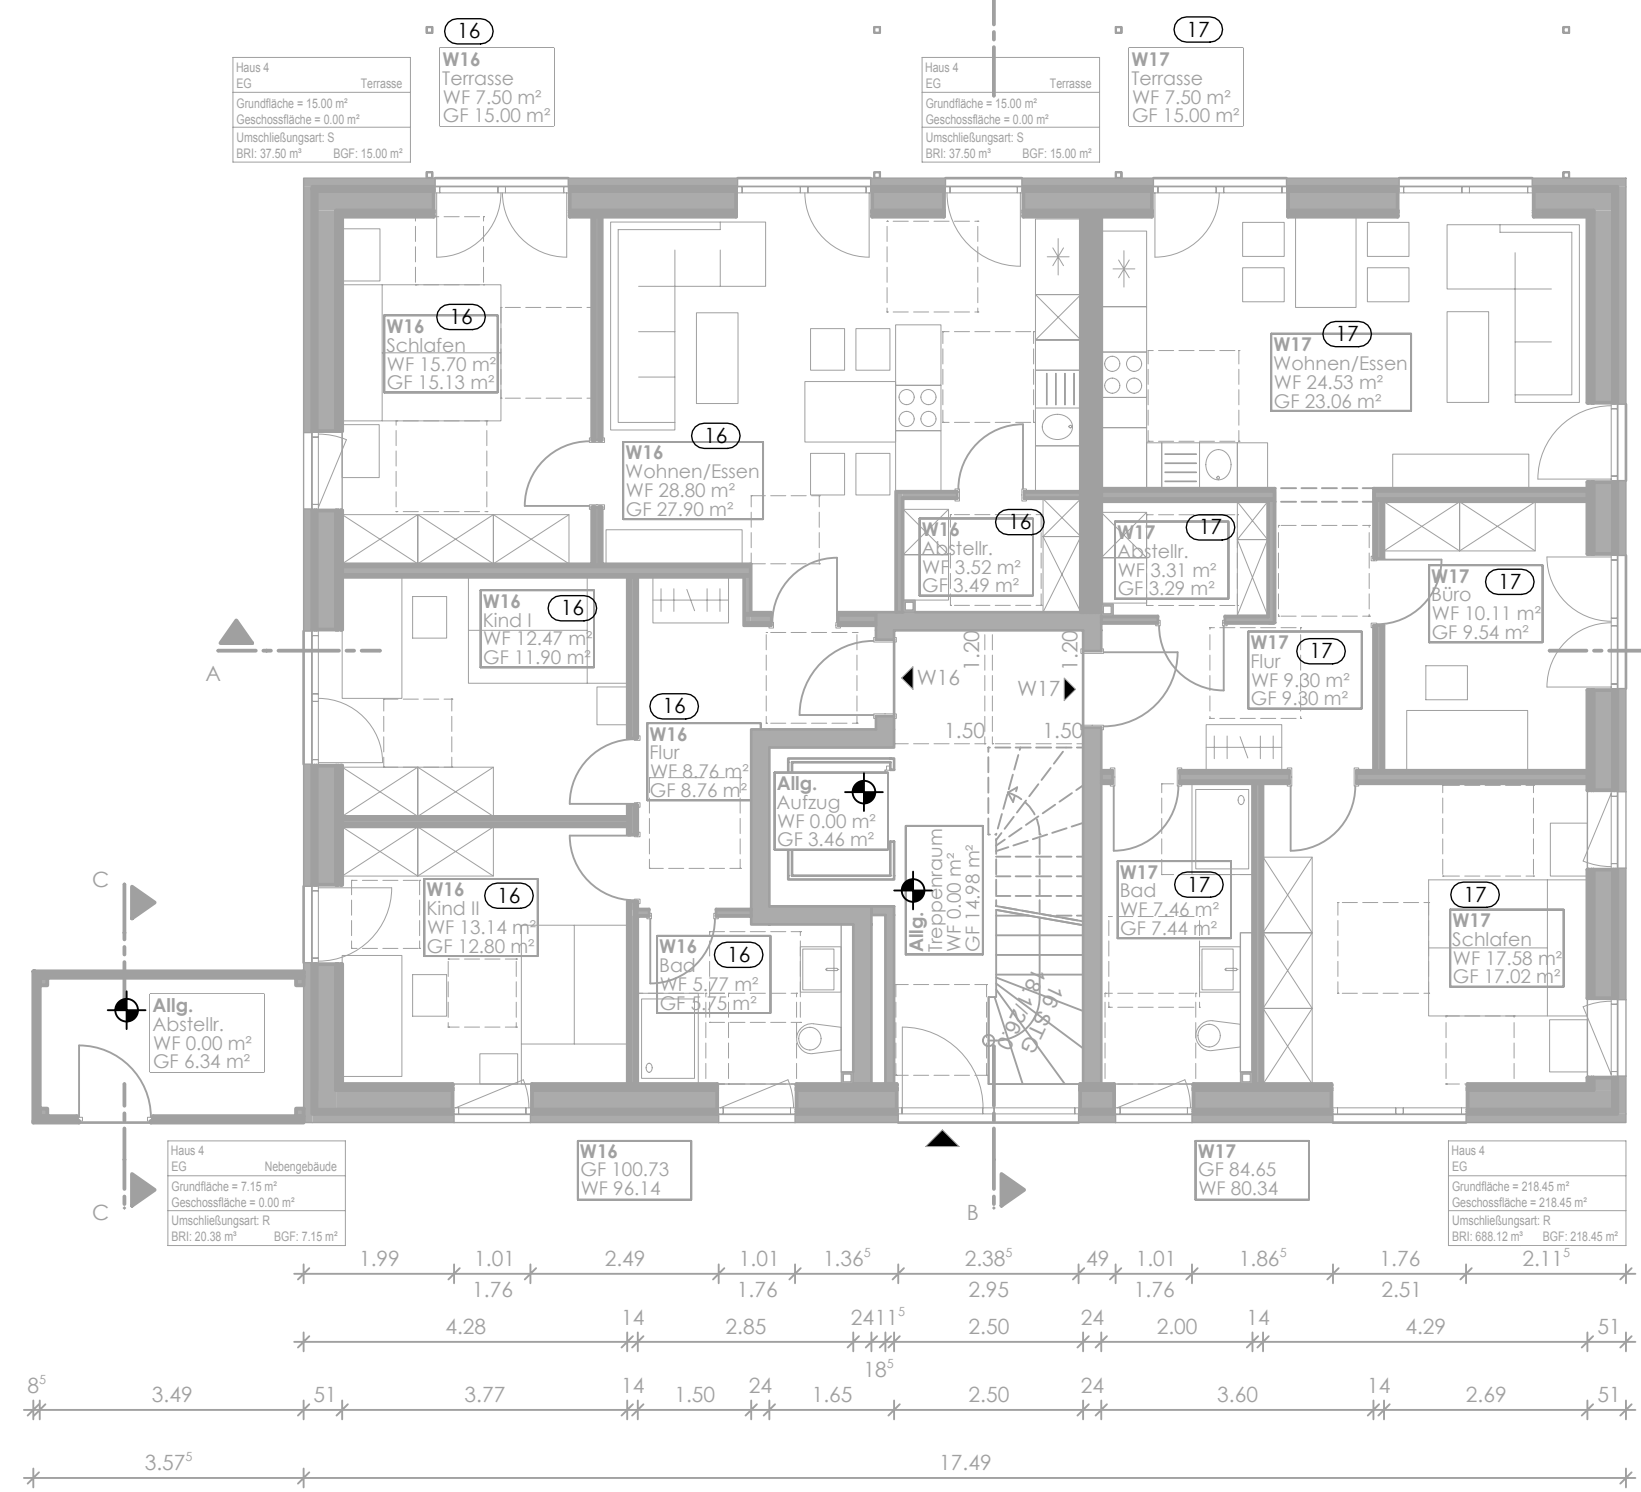 16
W16
Terrasse
WF 7.50 m²
GF 15.00 m²
Haus 4
EG Terrasse
Grundfläche = 15.00 m²
Geschossfläche = 0.00 m²
Umschließungsart: S
BRI: 37.50 m³ BGF: 15.00 m²
17
W17
Terrasse
WF 7.50 m²
GF 15.00 m²
Haus 4
EG Terrasse
Grundfläche = 15.00 m²
Geschossfläche = 0.00 m²
Umschließungsart: S
BRI: 37.50 m³ BGF: 15.00 m²
16
W16
Schlafen
WF 15.70 m²
GF 15.13 m²
16
W16
Wohnen/Essen
WF 28.80 m²
GF 27.90 m²
17
W17
Wohnen/Essen
WF 24.53 m²
GF 23.06 m²
16
W16
Abstellr.
WF 3.52 m²
GF 3.49 m²
17
W17
Abstellr.
WF 3.31 m²
GF 3.29 m²
17
W17
Büro
WF 10.11 m²
GF 9.54 m²
16
W16
Kind I
WF 12.47 m²
GF 11.90 m²
17
W17
Flur
WF 9.30 m²
GF 9.30 m²
A
1.20
1.20
W16
W17
1.50
1.50
16
W16
Flur
WF 8.76 m²
GF 8.76 m²
Allg.
Aufzug
WF 0.00 m²
GF 3.46 m²
Allg.
Treppenraum
WF 0.00 m²
GF 14.98 m²
16 STG
18.1/26.0
16
W16
Kind II
WF 13.14 m²
GF 12.80 m²
17
W17
Bad
WF 7.46 m²
GF 7.44 m²
17
W17
Schlafen
WF 17.58 m²
GF 17.02 m²
16
W16
Bad
WF 5.77 m²
GF 5.75 m²
C
Allg.
Abstellr.
WF 0.00 m²
GF 6.34 m²
C
Haus 4
EG Nebengebäude
Grundfläche = 7.15 m²
Geschossfläche = 0.00 m²
Umschließungsart: R
BRI: 20.38 m³ BGF: 7.15 m²
W16
GF 100.73
WF 96.14
B
W17
GF 84.65
WF 80.34
Haus 4
EG
Grundfläche = 218.45 m²
Geschossfläche = 218.45 m²
Umschließungsart: R
BRI: 688.12 m³ BGF: 218.45 m²
1.99 1.01 2.49 1.01 1.36⁵ 2.38⁵ 49 1.01 1.86⁵ 1.76 2.11⁵
1.76 1.76 2.95 1.76 2.51
4.28 14 2.85 24 11⁵ 2.50 24 2.00 14 4.29 51
18⁵
8⁵ 3.49 51 3.77 14 1.50 24 1.65 2.50 24 3.60 14 2.69 51
3.57⁵ 17.49